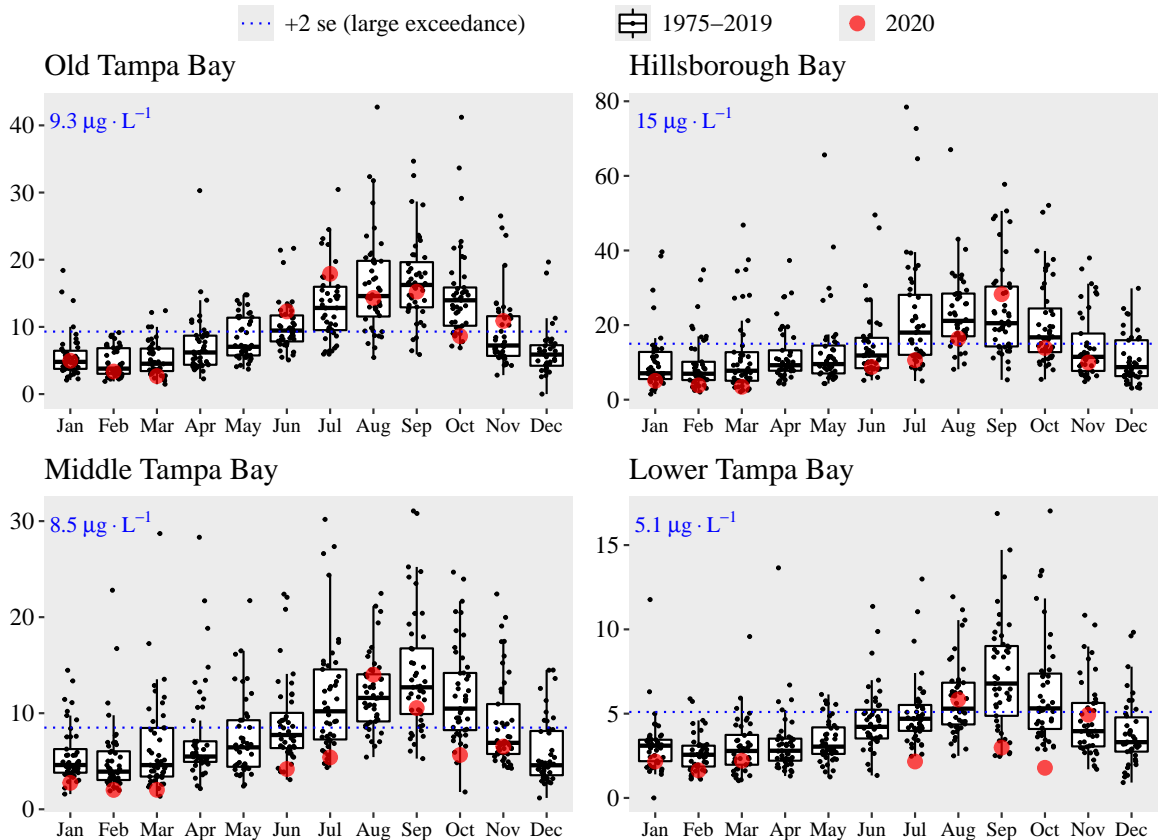 +2 se (large exceedance) 1975–2019 2020
Old Tampa Bay
9.3 μg · L⁻¹
40
30
20
10
0
Jan Feb Mar Apr May Jun Jul Aug Sep Oct Nov Dec
Hillsborough Bay
15 μg · L⁻¹
80
60
40
20
0
Jan Feb Mar Apr May Jun Jul Aug Sep Oct Nov Dec
Middle Tampa Bay
8.5 μg · L⁻¹
30
20
10
0
Jan Feb Mar Apr May Jun Jul Aug Sep Oct Nov Dec
Lower Tampa Bay
5.1 μg · L⁻¹
15
10
5
0
Jan Feb Mar Apr May Jun Jul Aug Sep Oct Nov Dec